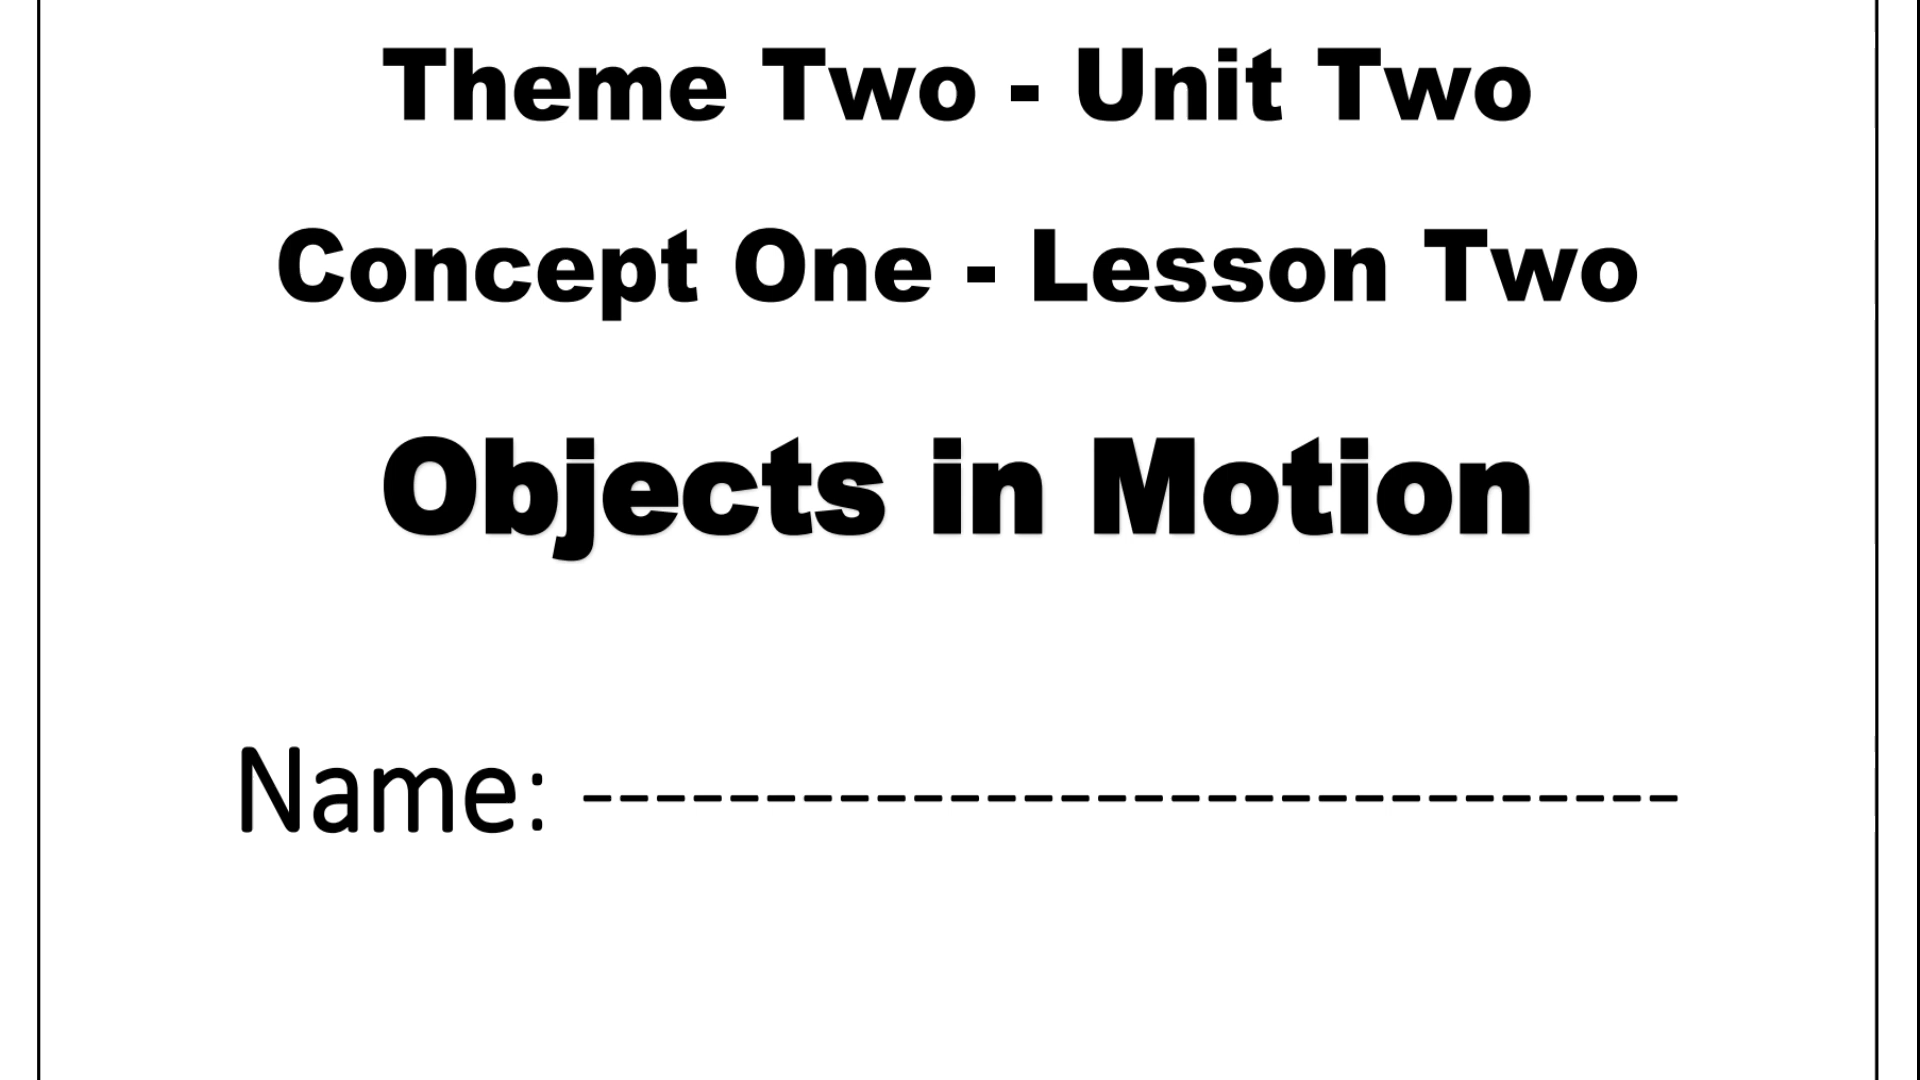 Theme Two - Unit Two
Concept One - Lesson Two
Objects in Motion
Name: ------------------------------